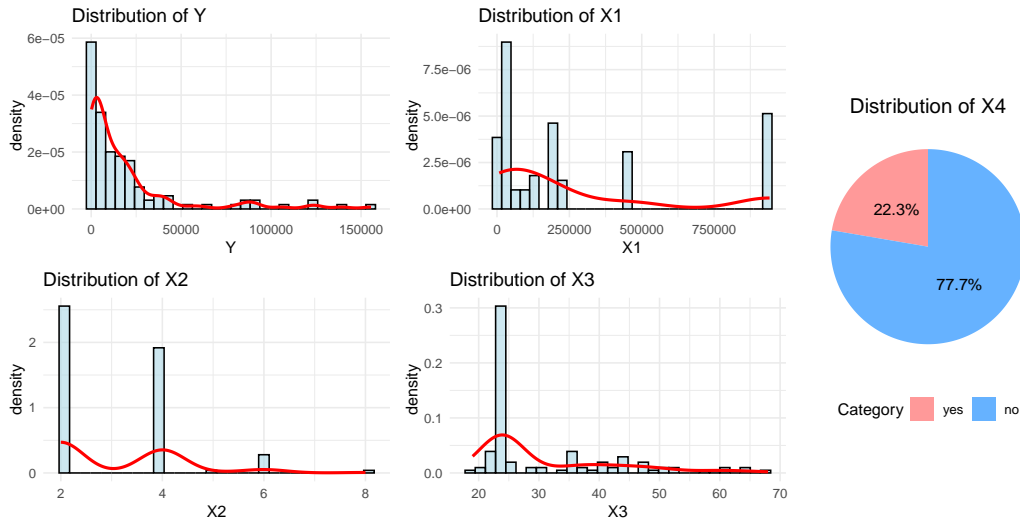 Distribution of Y
6e−05
4e−05
2e−05
0e+00
density
0
50000
100000
150000
Y
Distribution of X1
7.5e−06
5.0e−06
2.5e−06
0.0e+00
density
0
250000
500000
750000
X1
Distribution of X2
2
1
0
density
2
4
6
8
X2
Distribution of X3
0.3
0.2
0.1
0.0
density
20
30
40
50
60
70
X3
Distribution of X4
22.3%
77.7%
Category yes no